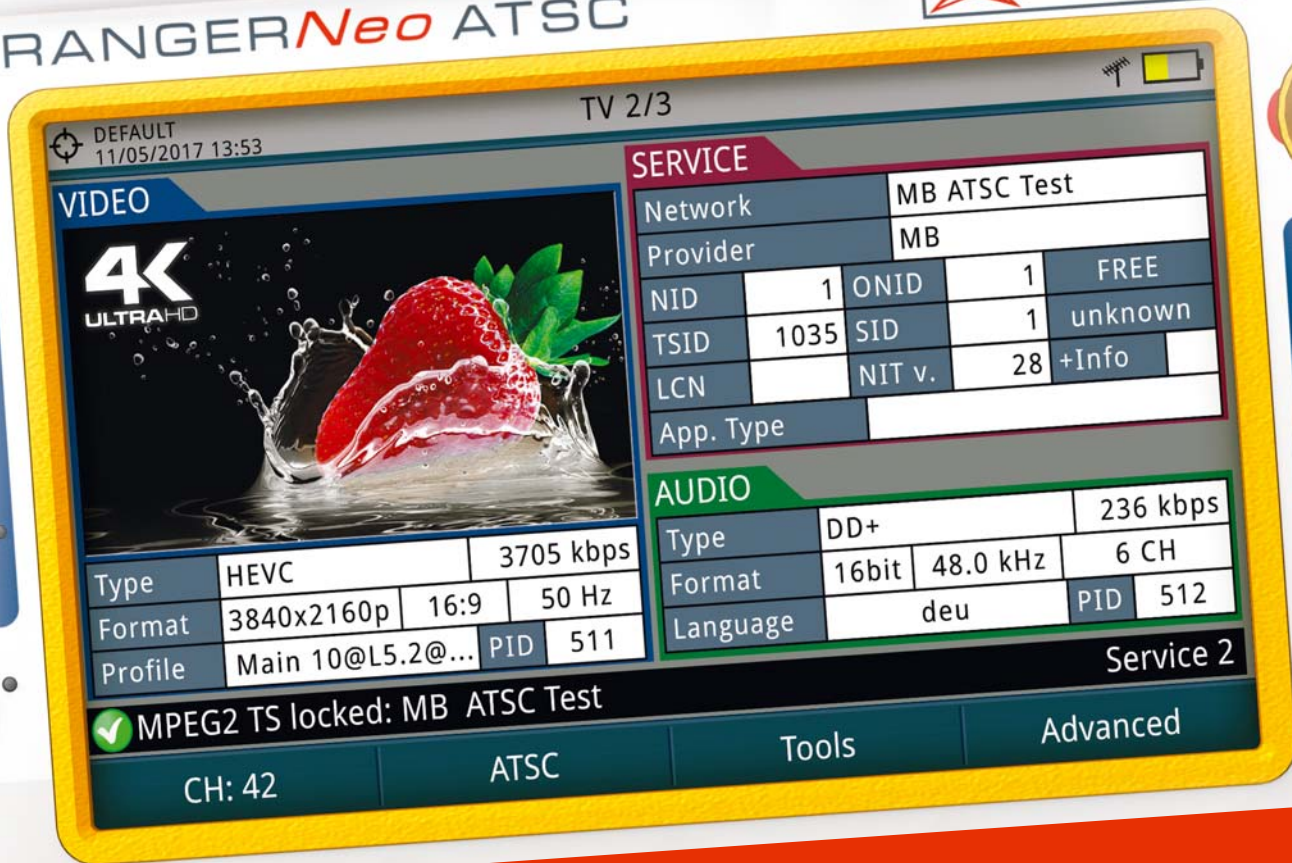 RANGERNeo ATSC
DEFAULT
11/05/2017 13:53
TV 2/3
VIDEO
4K
ULTRAHD
Type HEVC 3705 kbps
Format 3840x2160p 16:9 50 Hz
Profile Main 10@L5.2@... PID 511
SERVICE
Network MB ATSC Test
Provider MB
NID 1 ONID 1 FREE
TSID 1035 SID 1 unknown
LCN NIT v. 28 +Info
App. Type
AUDIO
Type DD+ 236 kbps
Format 16bit 48.0 kHz 6 CH
Language deu PID 512
Service 2
MPEG2 TS locked: MB ATSC Test
CH: 42 ATSC Tools Advanced